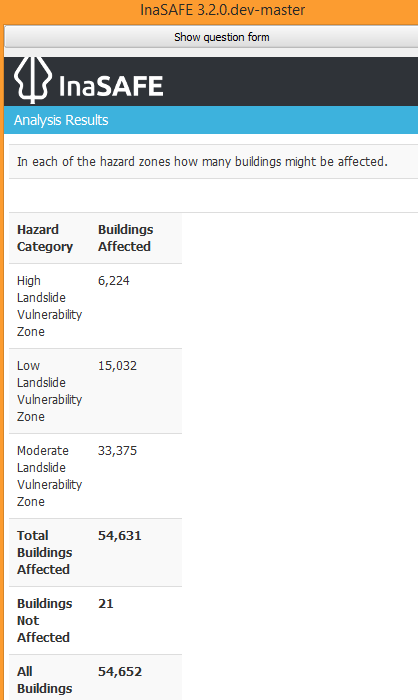 InaSAFE 3.2.0.dev-master
Show question form
InaSAFE
Analysis Results
In each of the hazard zones how many buildings might be affected.
Hazard Category Buildings Affected
High Landslide Vulnerability Zone 6,224
Low Landslide Vulnerability Zone 15,032
Moderate Landslide Vulnerability Zone 33,375
Total Buildings Affected 54,631
Buildings Not Affected 21
All Buildings 54,652